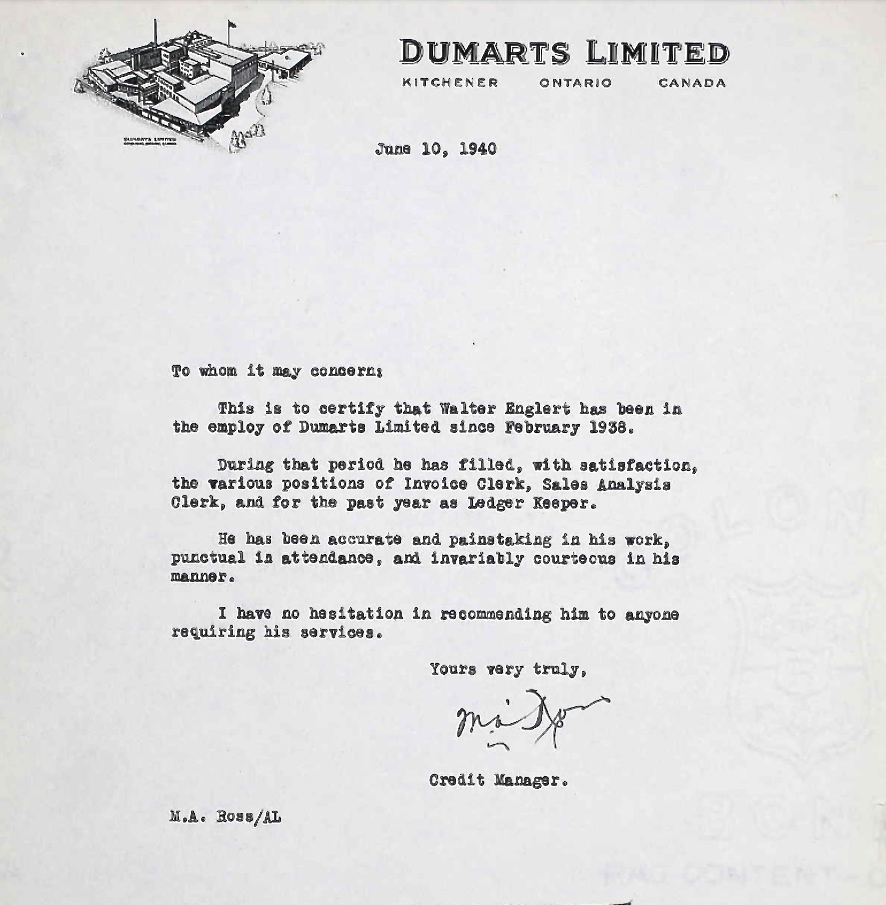 DUMARTS LIMITED
KITCHENER ONTARIO CANADA
DUMARTS LIMITED
June 10, 1940
To whom it may concern:
This is to certify that Walter Englert has been in
the employ of Dumarts Limited since February 1938.
During that period he has filled, with satisfaction,
the various positions of Invoice Clerk, Sales Analysis
Clerk, and for the past year as Ledger Keeper.
He has been accurate and painstaking in his work,
punctual in attendance, and invariably courteous in his
manner.
I have no hesitation in recommending him to anyone
requiring his services.
Yours very truly,
Credit Manager.
M.A. Ross/AL
RAG CONTENT